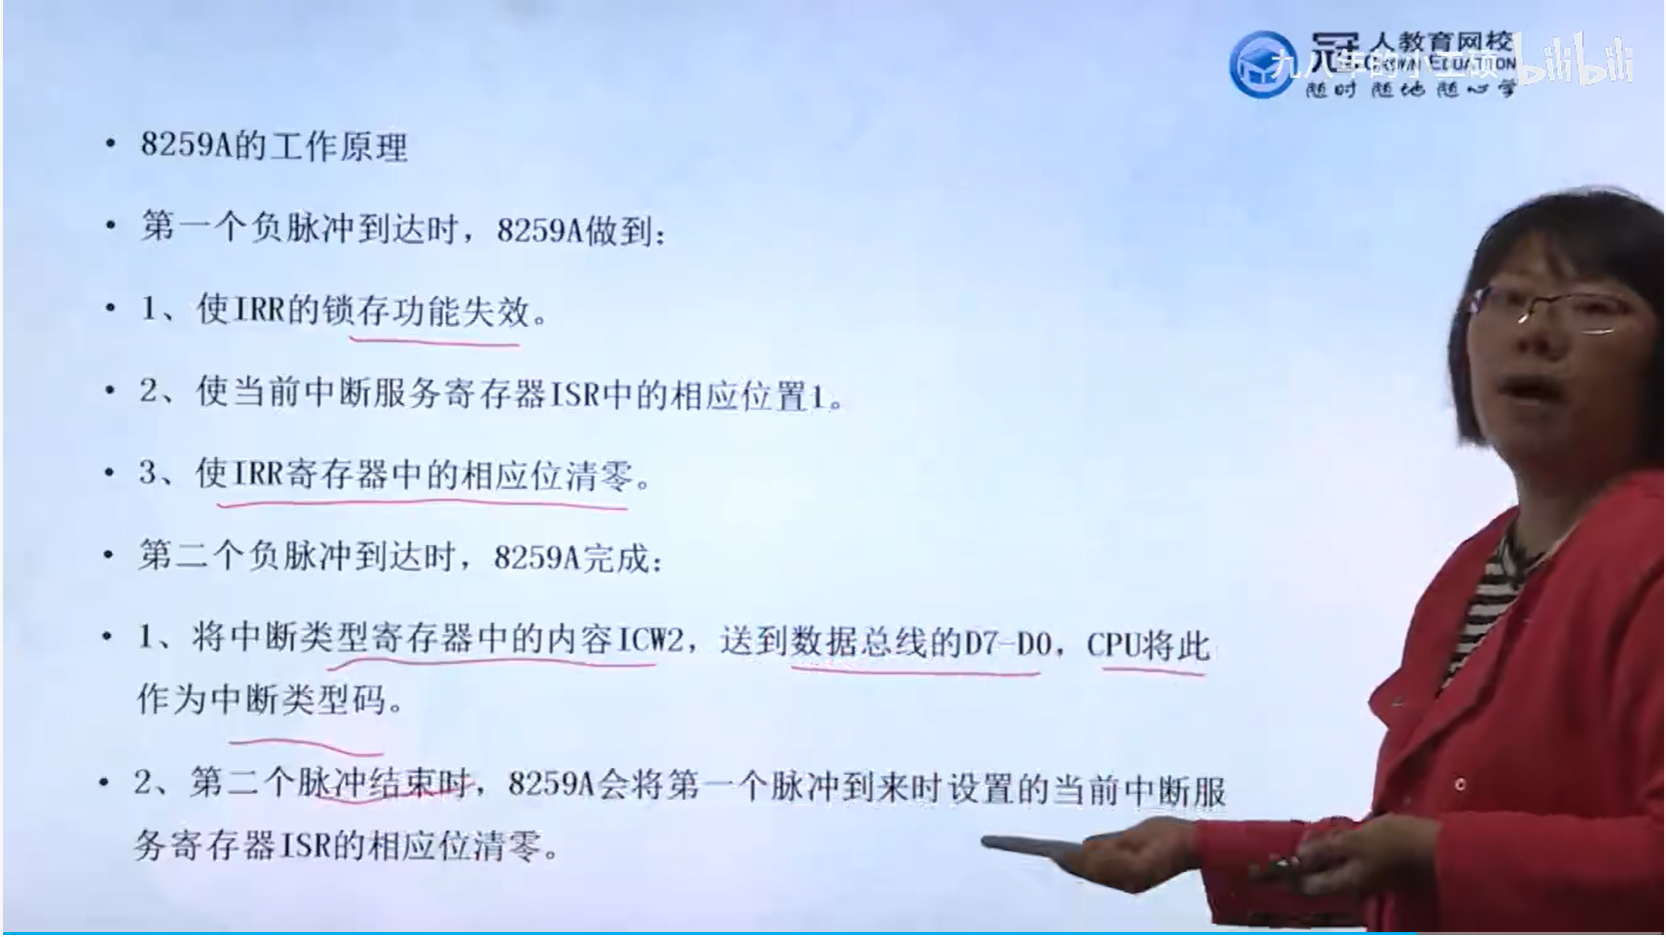 冠人教育网校
CROWN EDUATION
随时 随地 随心学
bilibili
• 8259A的工作原理
• 第一个负脉冲到达时，8259A做到：
• 1、使IRR的锁存功能失效。
• 2、使当前中断服务寄存器ISR中的相应位置1。
• 3、使IRR寄存器中的相应位清零。
• 第二个负脉冲到达时，8259A完成：
• 1、将中断类型寄存器中的内容ICW2，送到数据总线的D7-D0，CPU将此
作为中断类型码。
• 2、第二个脉冲结束时，8259A会将第一个脉冲到来时设置的当前中断服
务寄存器ISR的相应位清零。